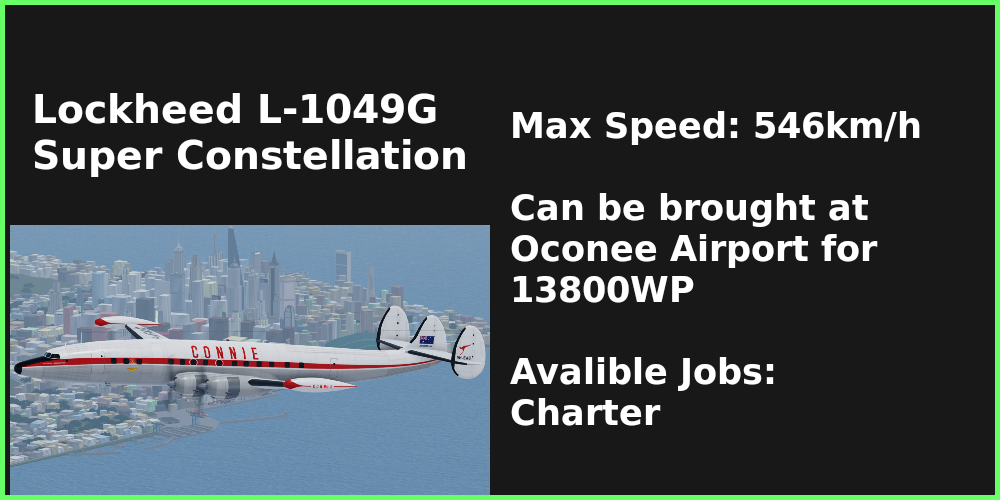 Lockheed L-1049G
Super Constellation
Max Speed: 546km/h
Can be brought at
Oconee Airport for
13800WP
Avalible Jobs:
Charter
CONNIE